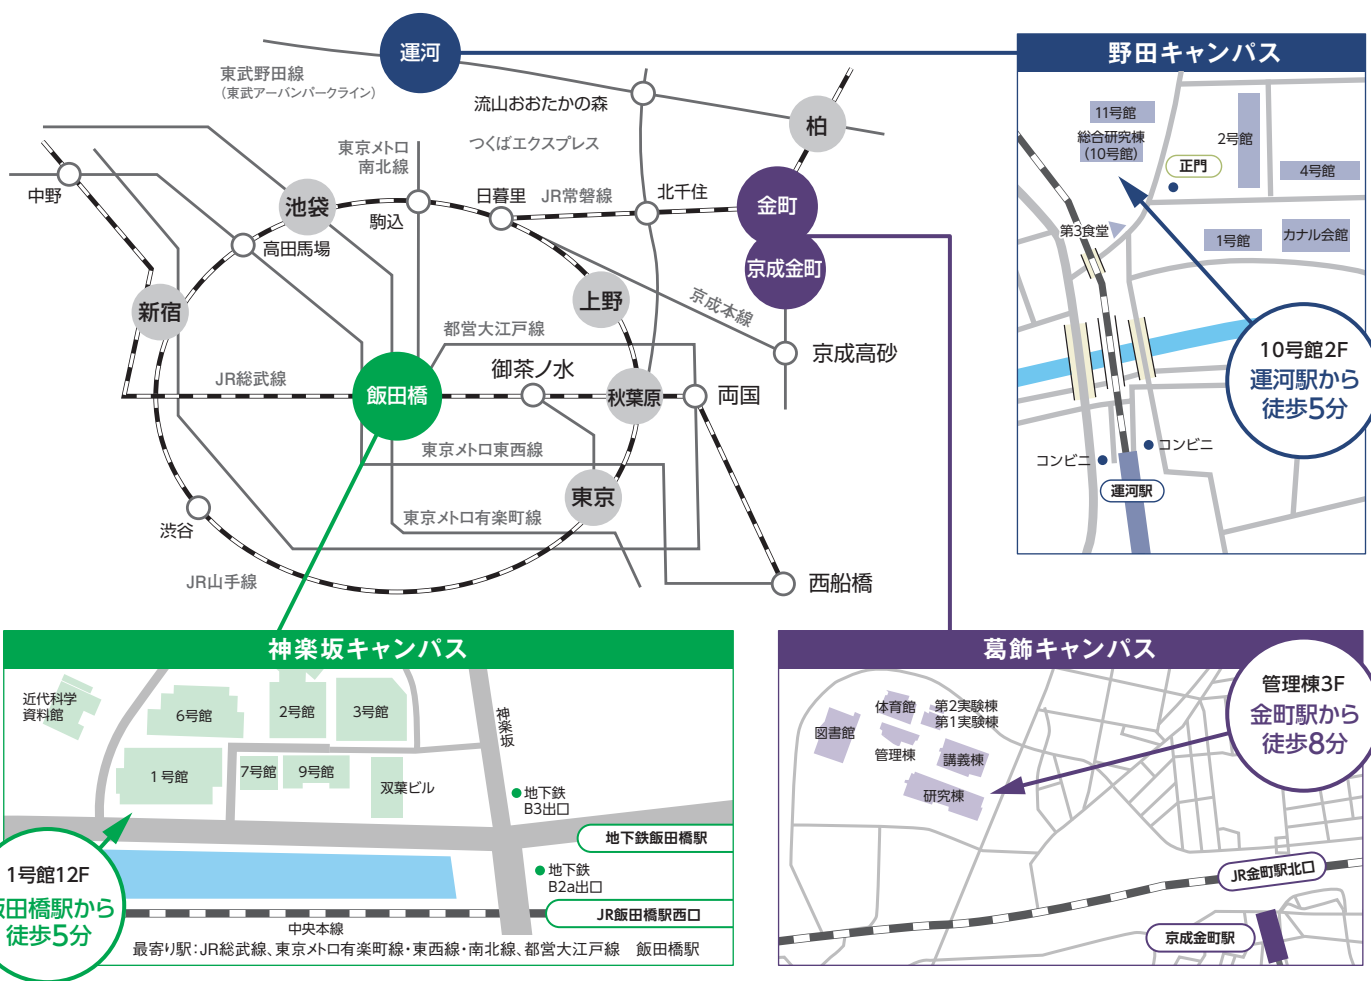 運河
東武野田線
（東武アーバンパークライン）
流山おおたかの森
柏
東京メトロ
南北線
つくばエクスプレス
中野
池袋
駒込
日暮里
JR常磐線
北千住
金町
高田馬場
京成金町
新宿
上野
京成本線
都営大江戸線
京成高砂
JR総武線
飯田橋
御茶ノ水
秋葉原
両国
東京メトロ東西線
東京
渋谷
東京メトロ有楽町線
JR山手線
西船橋
野田キャンパス
11号館
総合研究棟
(10号館)
2号館
正門
4号館
第3食堂
1号館
カナル会館
10号館2F
運河駅から
徒歩5分
コンビニ
コンビニ
運河駅
神楽坂キャンパス
近代科学
資料館
6号館
2号館
3号館
神楽坂
1号館
7号館
9号館
双葉ビル
地下鉄
B3出口
地下鉄飯田橋駅
地下鉄
B2a出口
1号館12F
飯田橋駅から
徒歩5分
JR飯田橋駅西口
中央本線
最寄り駅：JR総武線、東京メトロ有楽町線・東西線・南北線、都営大江戸線　飯田橋駅
葛飾キャンパス
管理棟3F
金町駅から
徒歩8分
体育館
第2実験棟
第1実験棟
図書館
管理棟
講義棟
研究棟
JR金町駅北口
京成金町駅